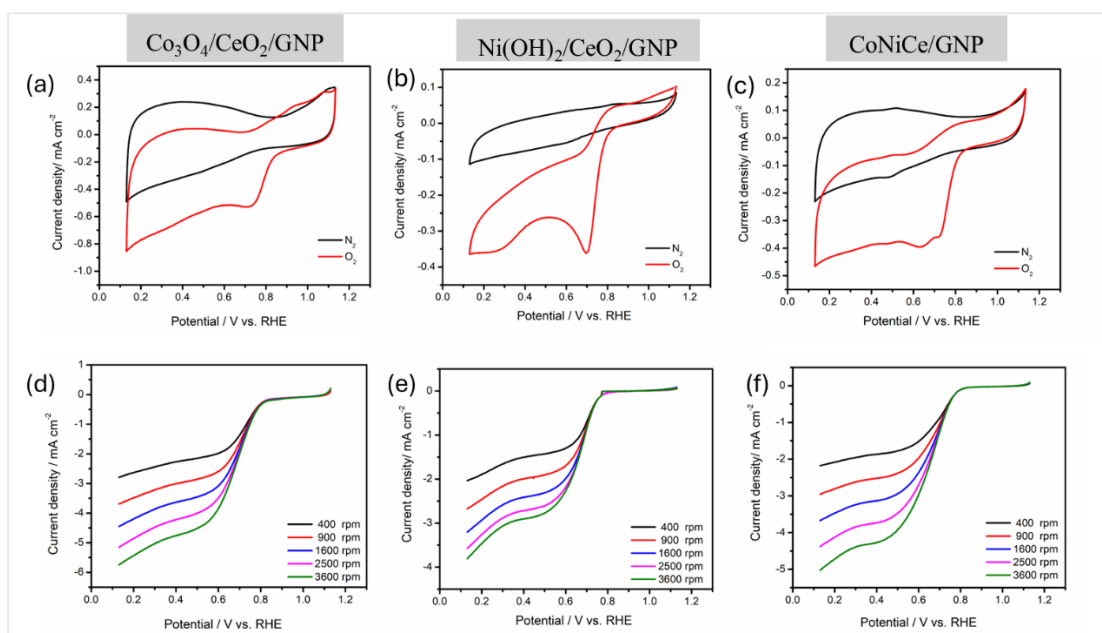 Co₃O₄/CeO₂/GNP
Ni(OH)₂/CeO₂/GNP
CoNiCe/GNP
(a)
Current density/ mA cm⁻²
0.4
0.2
0.0
-0.2
-0.4
-0.6
-0.8
-1.0
N₂
O₂
0.0 0.2 0.4 0.6 0.8 1.0 1.2
Potential / V vs. RHE
(b)
Current density/ mA cm⁻²
0.1
0.0
-0.1
-0.2
-0.3
-0.4
N₂
O₂
0.0 0.2 0.4 0.6 0.8 1.0 1.2
Potential / V vs. RHE
(c)
Current density/ mA cm⁻²
0.2
0.1
0.0
-0.1
-0.2
-0.3
-0.4
-0.5
N₂
O₂
0.0 0.2 0.4 0.6 0.8 1.0 1.2
Potential / V vs. RHE
(d)
Current density / mA cm⁻²
1
0
-1
-2
-3
-4
-5
-6
400 rpm
900 rpm
1600 rpm
2500 rpm
3600 rpm
0.0 0.2 0.4 0.6 0.8 1.0 1.2
Potential / V vs. RHE
(e)
Current density/ mA cm⁻²
0
-1
-2
-3
-4
400 rpm
900 rpm
1600 rpm
2500 rpm
3600 rpm
0.0 0.2 0.4 0.6 0.8 1.0 1.2
Potential / V vs. RHE
(f)
Current density/ mA cm⁻²
0
-1
-2
-3
-4
-5
400 rpm
900 rpm
1600 rpm
2500 rpm
3600 rpm
0.0 0.2 0.4 0.6 0.8 1.0 1.2
Potential / V vs. RHE